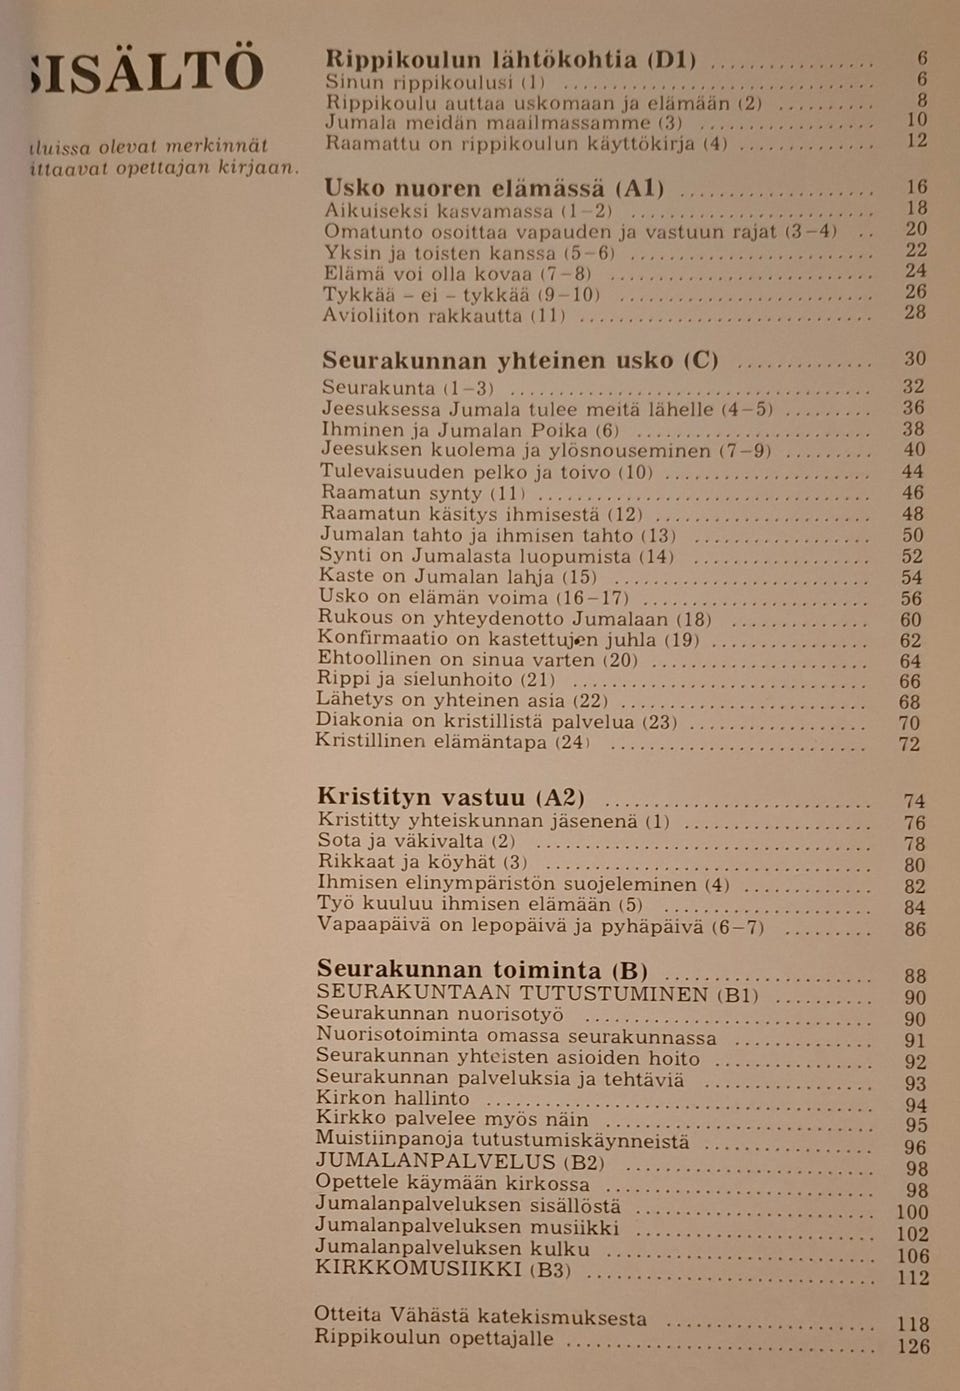 SISÄLTÖ
olevat merkinnät
opettajan kirjaan.
Rippikoulun lähtökohtia (D1) ................. 6
Sinun rippikoulusi (1) ................................ 6
Rippikoulu auttaa uskomaan ja elämään (2) .......... 8
Jumala meidän maailmassamme (3) .................. 10
Raamattu on rippikoulun käyttökirja (4) .............. 12
Usko nuoren elämässä (A1) .................... 16
Aikuiseksi kasvamassa (1–2) ......................... 18
Omatunto osoittaa vapauden ja vastuun rajat (3–4) .. 20
Yksin ja toisten kanssa (5–6) ......................... 22
Elämä voi olla kovaa (7–8) ........................... 24
Tykkää – ei – tykkää (9–10) .......................... 26
Avioliiton rakkautta (11) .............................. 28
Seurakunnan yhteinen usko (C) .............. 30
Seurakunta (1–3) ..................................... 32
Jeesuksessa Jumala tulee meitä lähelle (4–5) ......... 36
Ihminen ja Jumalan Poika (6) ........................ 38
Jeesuksen kuolema ja ylösnouseminen (7–9) ......... 40
Tulevaisuuden pelko ja toivo (10) ..................... 44
Raamatun synty (11) .................................. 46
Raamatun käsitys ihmisestä (12) ...................... 48
Jumalan tahto ja ihmisen tahto (13) .................. 50
Synti on Jumalasta luopumista (14) .................. 52
Kaste on Jumalan lahja (15) .......................... 54
Usko on elämän voima (16–17) ....................... 56
Rukous on yhteydenotto Jumalaan (18) .............. 60
Konfirmaatio on kastettujen juhla (19) ................ 62
Ehtoollinen on sinua varten (20) ...................... 64
Rippi ja sielunhoito (21) .............................. 66
Lähetys on yhteinen asia (22) ......................... 68
Diakonia on kristillistä palvelua (23) .................. 70
Kristillinen elämäntapa (24) .......................... 72
Kristityn vastuu (A2) ........................... 74
Kristitty yhteiskunnan jäsenenä (1) ................... 76
Sota ja väkivalta (2) .................................. 78
Rikkaat ja köyhät (3) ................................. 80
Ihmisen elinympäristön suojeleminen (4) ............. 82
Työ kuuluu ihmisen elämään (5) ..................... 84
Vapaapäivä on lepopäivä ja pyhäpäivä (6–7) ......... 86
Seurakunnan toiminta (B) ..................... 88
SEURAKUNTAAN TUTUSTUMINEN (B1) .......... 90
Seurakunnan nuorisotyö ............................. 90
Nuorisotoiminta omassa seurakunnassa .............. 91
Seurakunnan yhteisten asioiden hoito ................ 92
Seurakunnan palveluksia ja tehtäviä ................. 93
Kirkon hallinto ........................................ 94
Kirkko palvelee myös näin ........................... 95
Muistiinpanoja tutustumiskäynneistä ................. 96
JUMALANPALVELUS (B2) ......................... 98
Opettele käymään kirkossa ........................... 98
Jumalanpalveluksen sisällöstä ........................ 100
Jumalanpalveluksen musiikki ........................ 102
Jumalanpalveluksen kulku ........................... 106
KIRKKOMUSIIKKI (B3) .............................. 112
Otteita Vähästä katekismuksesta ..................... 118
Rippikoulun opettajalle ................................ 126